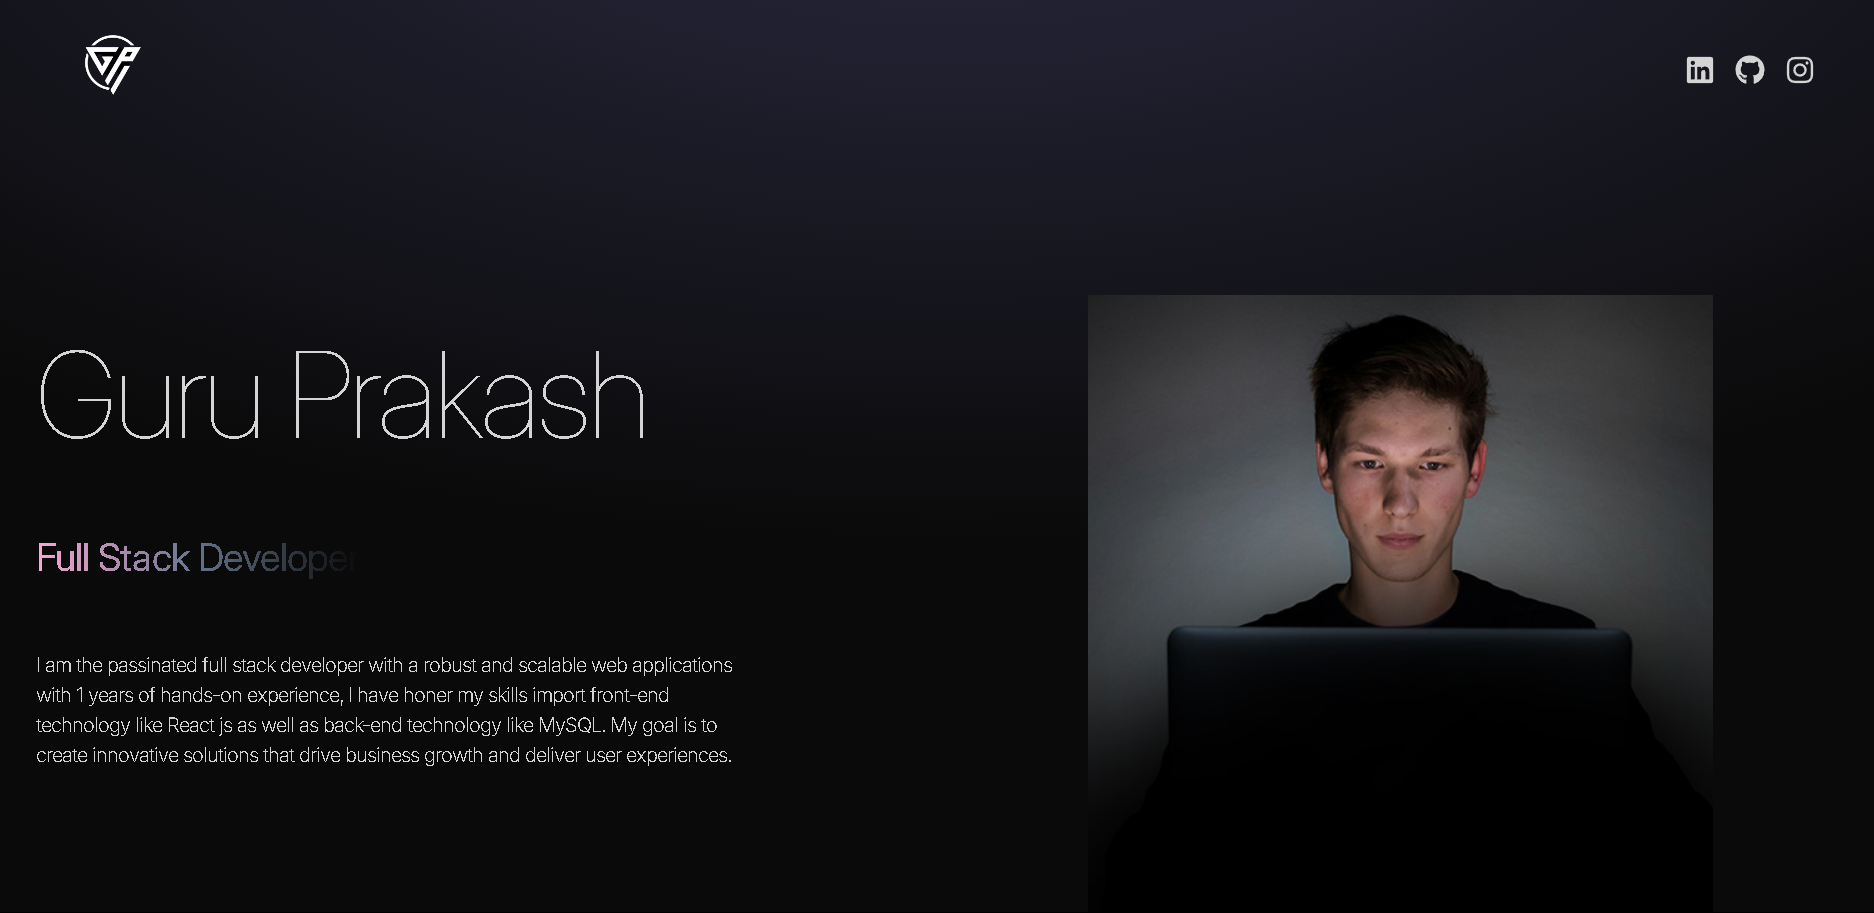 GP
in
Guru Prakash
Full Stack Developer
I am the passinated full stack developer with a robust and scalable web applications
with 1 years of hands-on experience, I have honer my skills import front-end
technology like React js as well as back-end technology like MySQL. My goal is to
create innovative solutions that drive business growth and deliver user experiences.